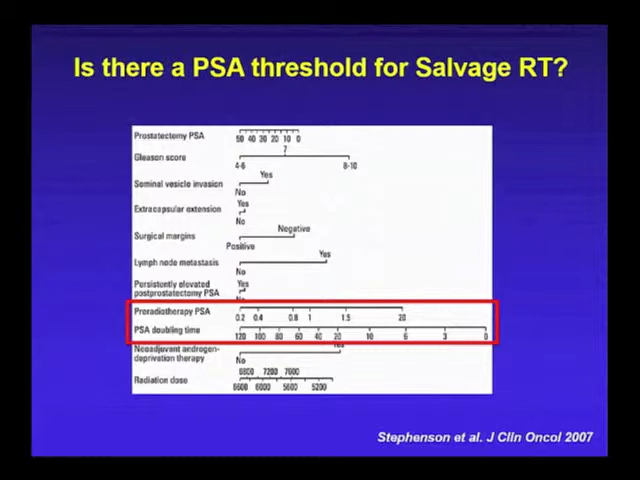 Is there a PSA threshold for Salvage RT?
Prostatectomy PSA
50 40 30 20 10 0
Gleason score
7
4-6 8-10
Seminal vesicle invasion
Yes
No
Extracapsular extension
Yes
No
Surgical margins
Negative
Positive
Lymph node metastasis
Yes
No
Persistently elevated
postprostatectomy PSA
Yes
No
Preradiotherapy PSA
0.2 0.4 0.8 1 1.5 20
PSA doubling time
120 100 80 60 40 20 10 6 3 0
Neoadjuvant androgen-
deprivation therapy
Yes
No
Radiation dose
6800 7200 7600
6600 6000 5600 5200
Stephenson et al. J Clin Oncol 2007